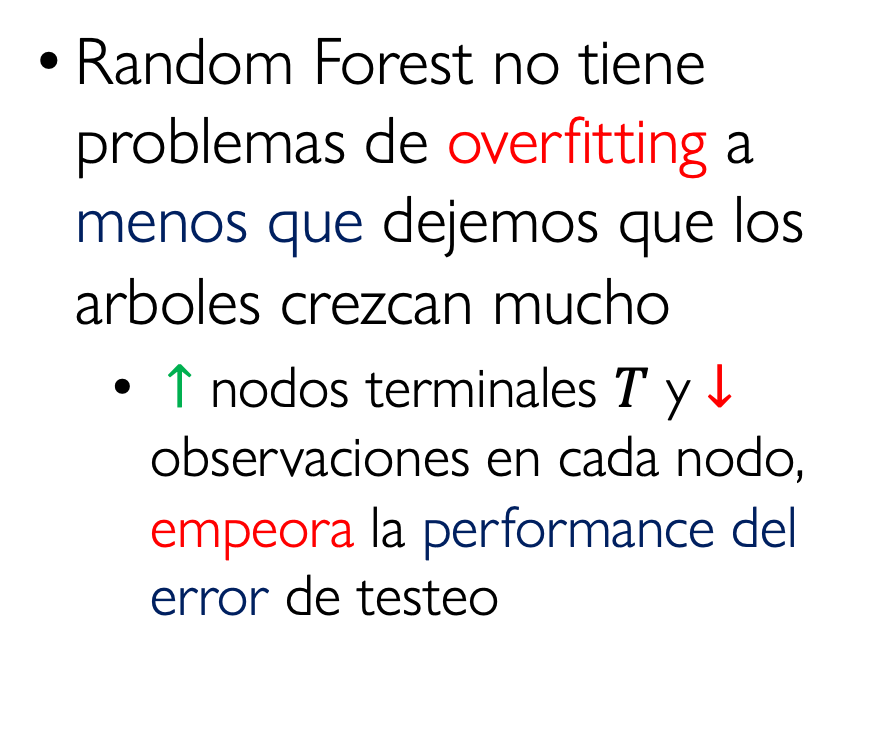 • Random Forest no tiene
problemas de overfitting a
menos que dejemos que los
arboles crezcan mucho
• ↑ nodos terminales T y ↓
observaciones en cada nodo,
empeora la performance del
error de testeo